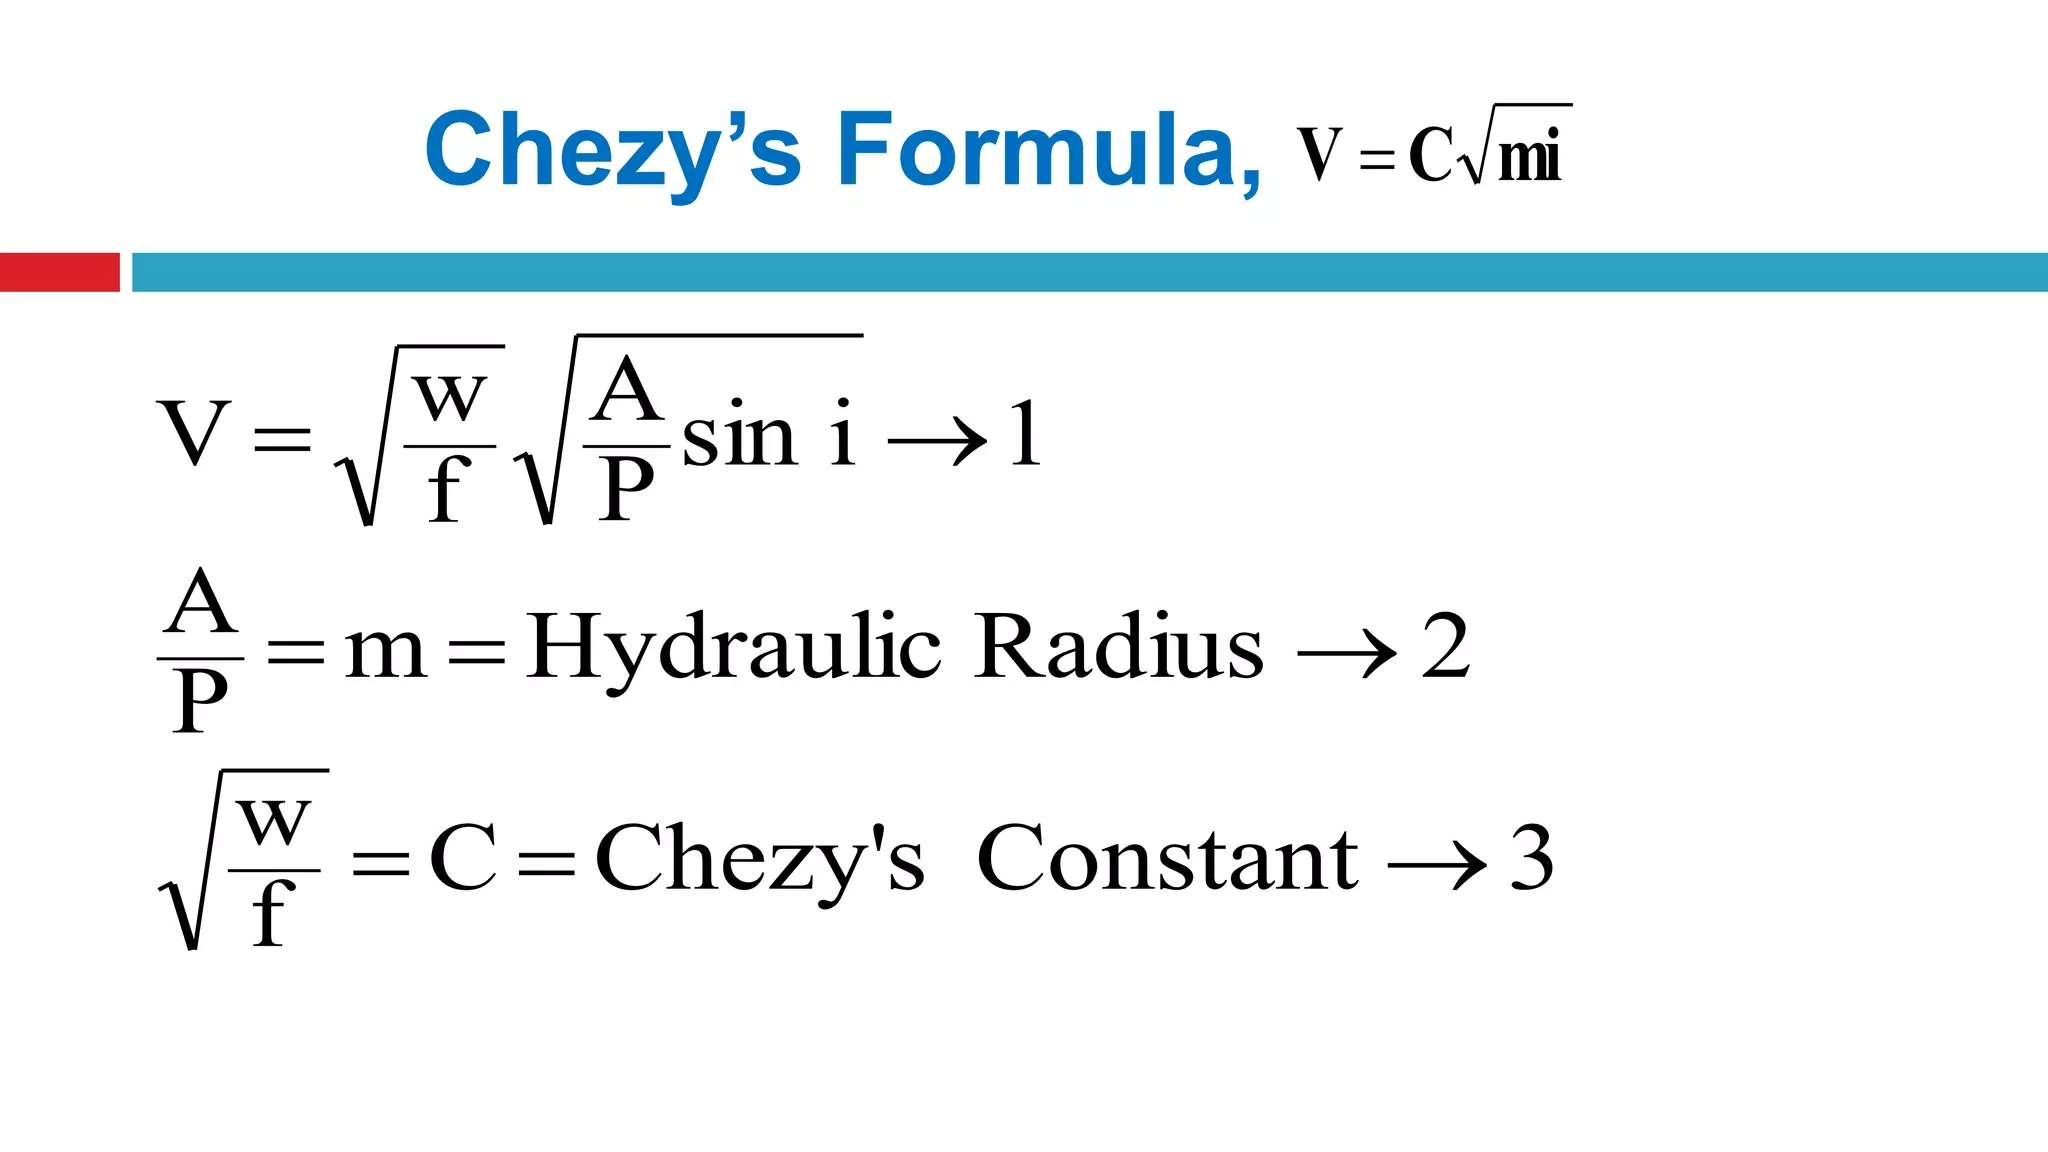 Chezy’s Formula, V = C √mi
V = √(w/f) √(A/P sin i) → 1
A/P = m = Hydraulic Radius → 2
√(w/f) = C = Chezy's Constant → 3